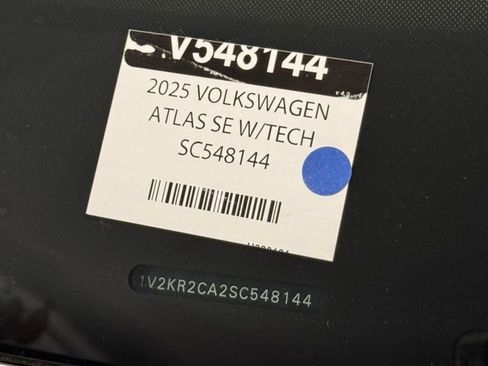 V548144
2025 VOLKSWAGEN
ATLAS SE W/TECH
SC548144
1V2KR2CA2SC548144